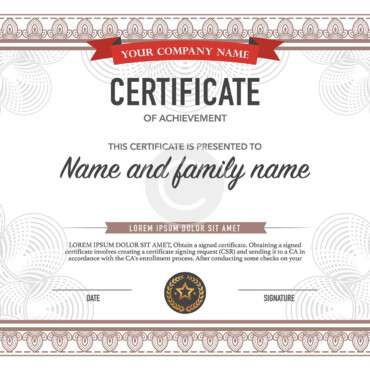 YOUR COMPANY NAME
CERTIFICATE
OF ACHIEVEMENT
THIS CERTIFICATE IS PRESENTED TO
Name and family name
LOREM IPSUM DOLOR SIT AMET
LOREM IPSUM DOLOR SIT AMET, Obtain a signed certificate. Obtaining a signed
certificate involves creating a certificate signing request (CSR) and sending it to a CA in
accordance with the CA's enrollment process. After conducting some checks on your
company
DATE
SIGNATURE